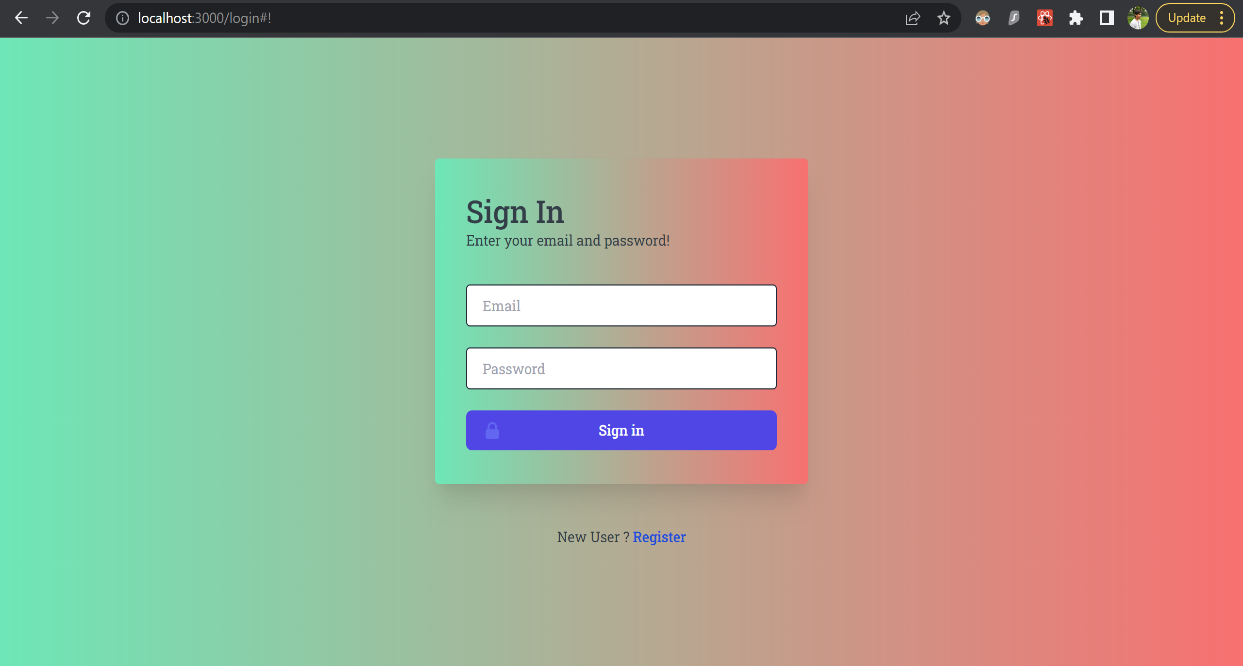 localhost:3000/login#!
Update
Sign In
Enter your email and password!
Email
Password
Sign in
New User ? Register